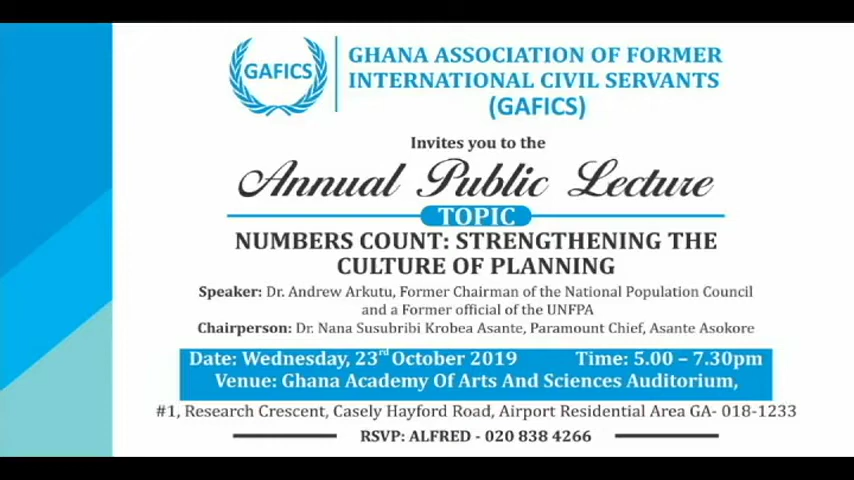 GAFICS
GHANA ASSOCIATION OF FORMER
INTERNATIONAL CIVIL SERVANTS
(GAFICS)
Invites you to the
Annual Public Lecture
TOPIC
NUMBERS COUNT: STRENGTHENING THE
CULTURE OF PLANNING
Speaker: Dr. Andrew Arkutu, Former Chairman of the National Population Council
and a Former official of the UNFPA
Chairperson: Dr. Nana Susubribi Krobea Asante, Paramount Chief, Asante Asokore
Date: Wednesday, 23rd October 2019 Time: 5.00 – 7.30pm
Venue: Ghana Academy Of Arts And Sciences Auditorium,
#1, Research Crescent, Casely Hayford Road, Airport Residential Area GA- 018-1233
RSVP: ALFRED - 020 838 4266